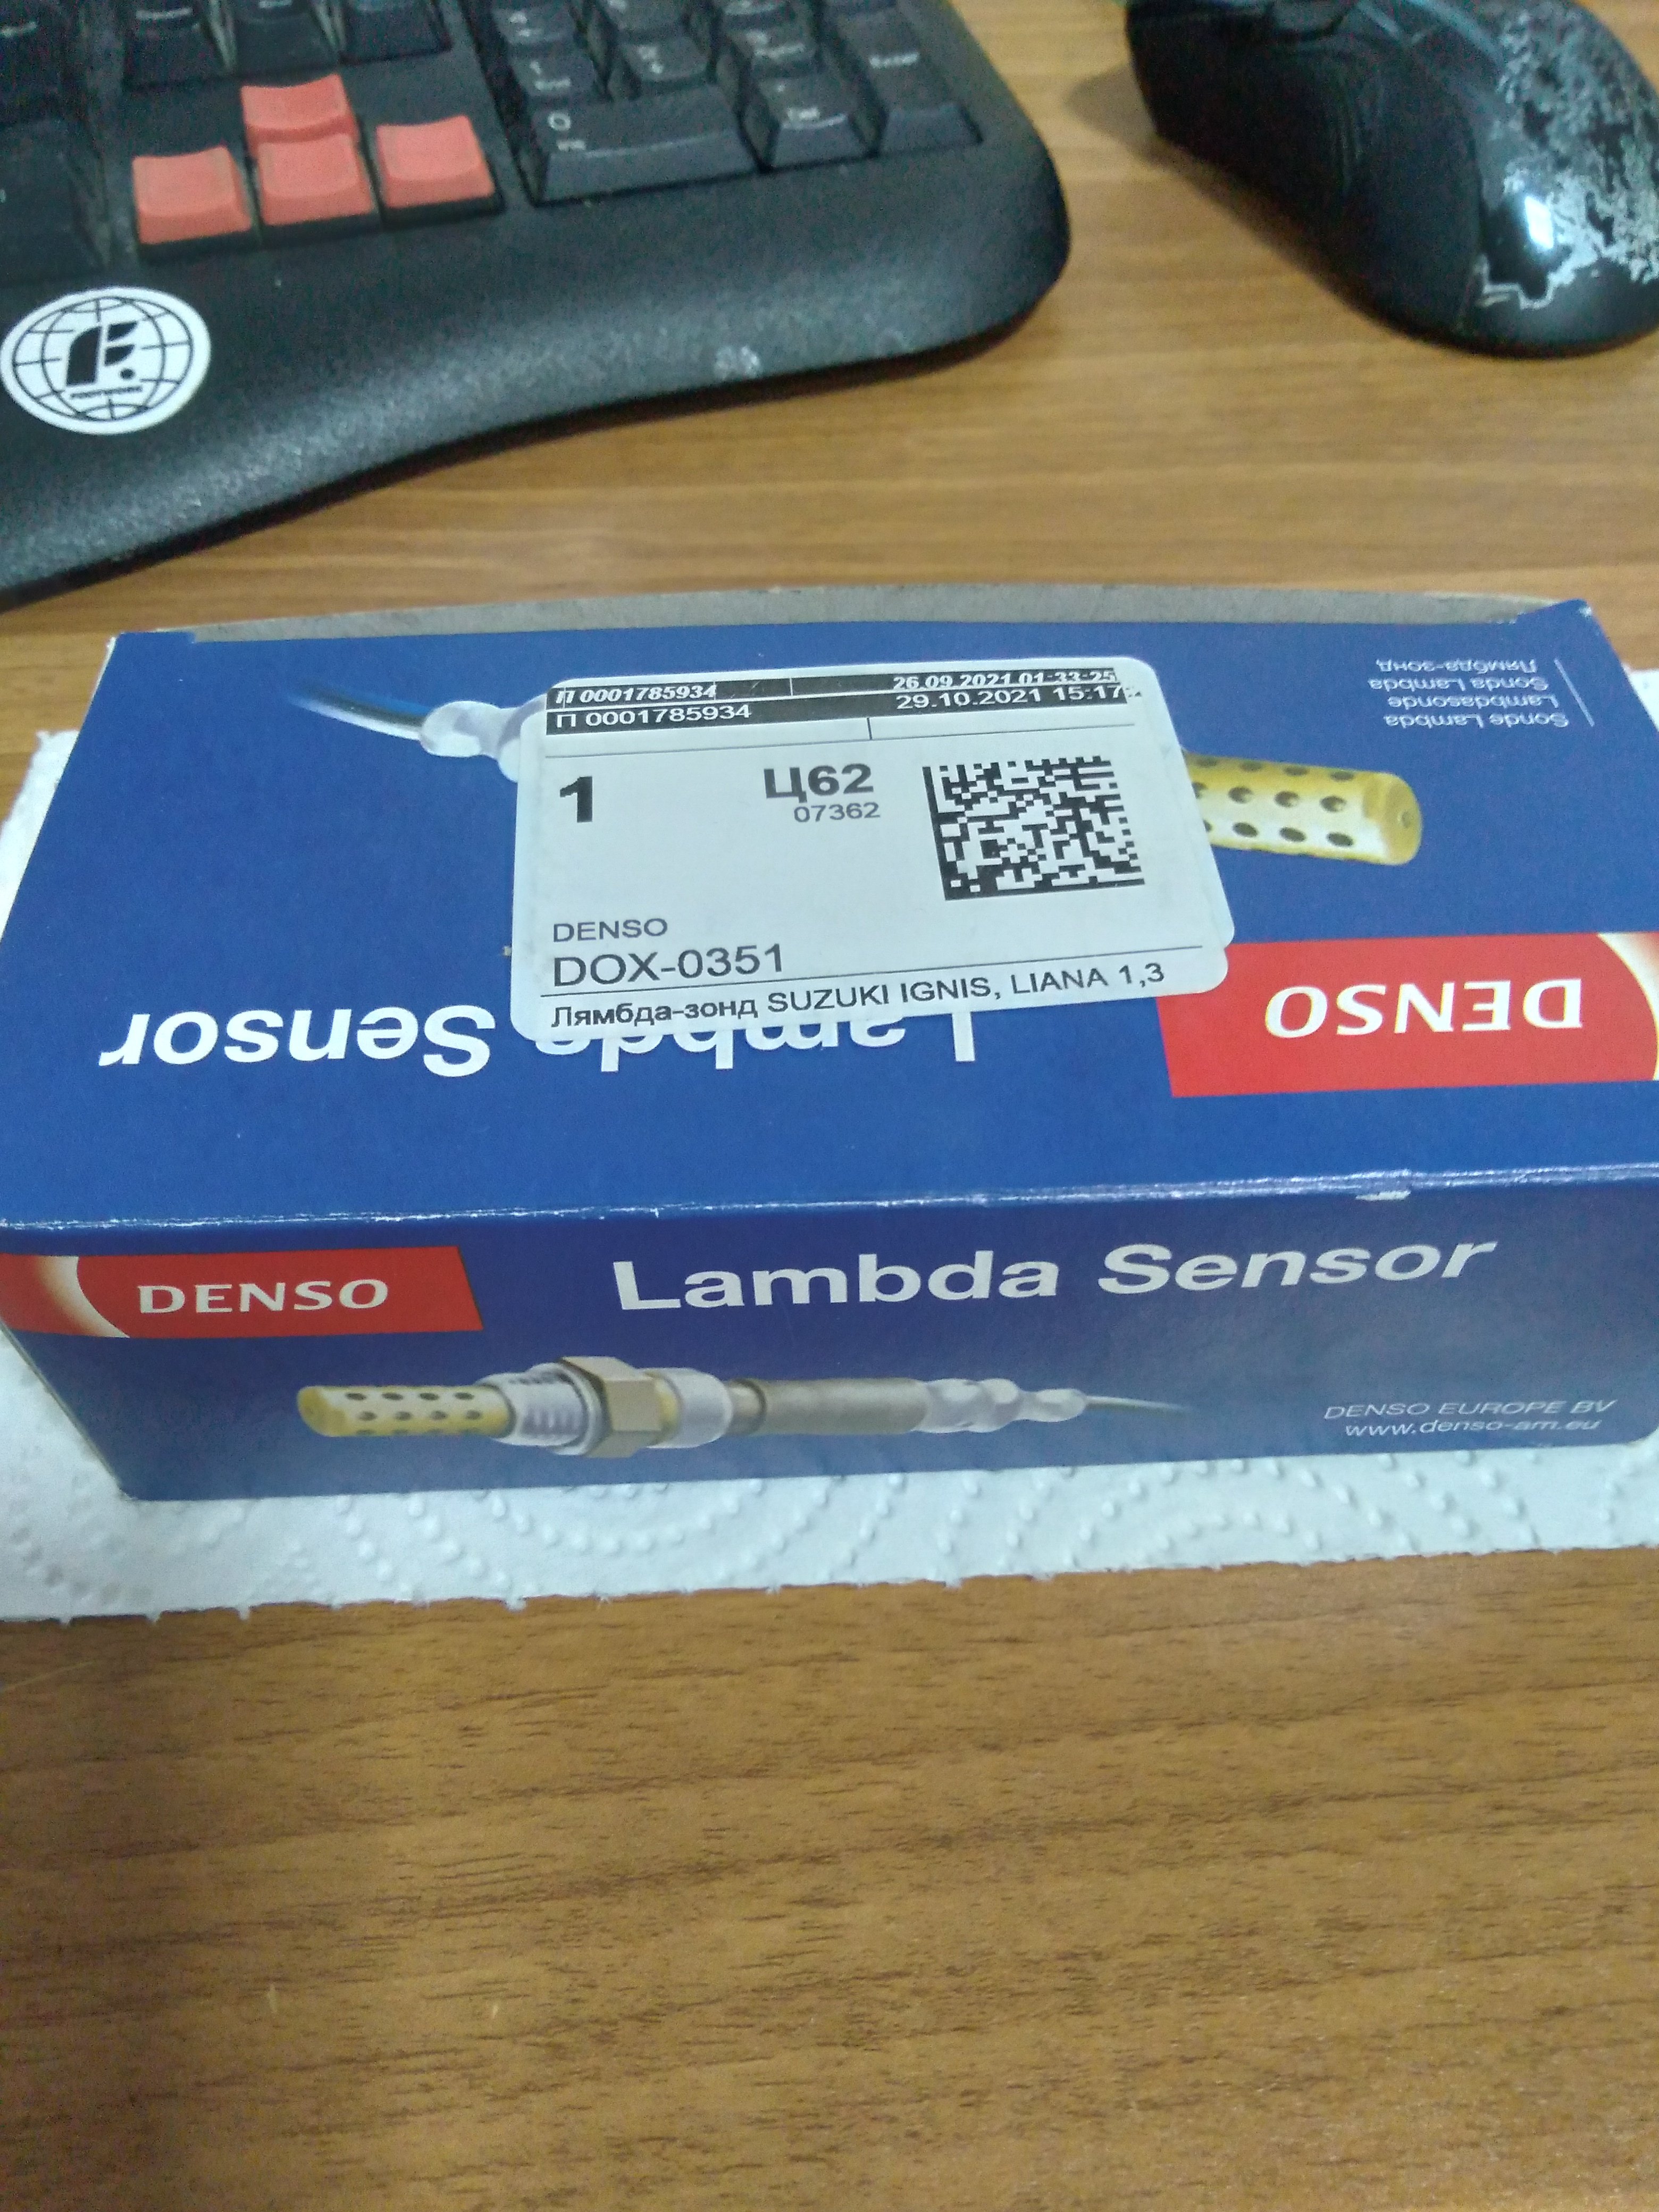 П 0001785934 26.09.2021 01:33:25
П 0001785934 29.10.2021 15:17
1 Ц62
07362
DENSO
DOX-0351
Лямбда-зонд SUZUKI IGNIS, LIANA 1,3
Sonde Lambda
Lambdasonde
Sonda Lambda
Лямбда-зонд
DENSO
Lambda Sensor
DENSO
Lambda Sensor
DENSO EUROPE BV
www.denso-am.eu